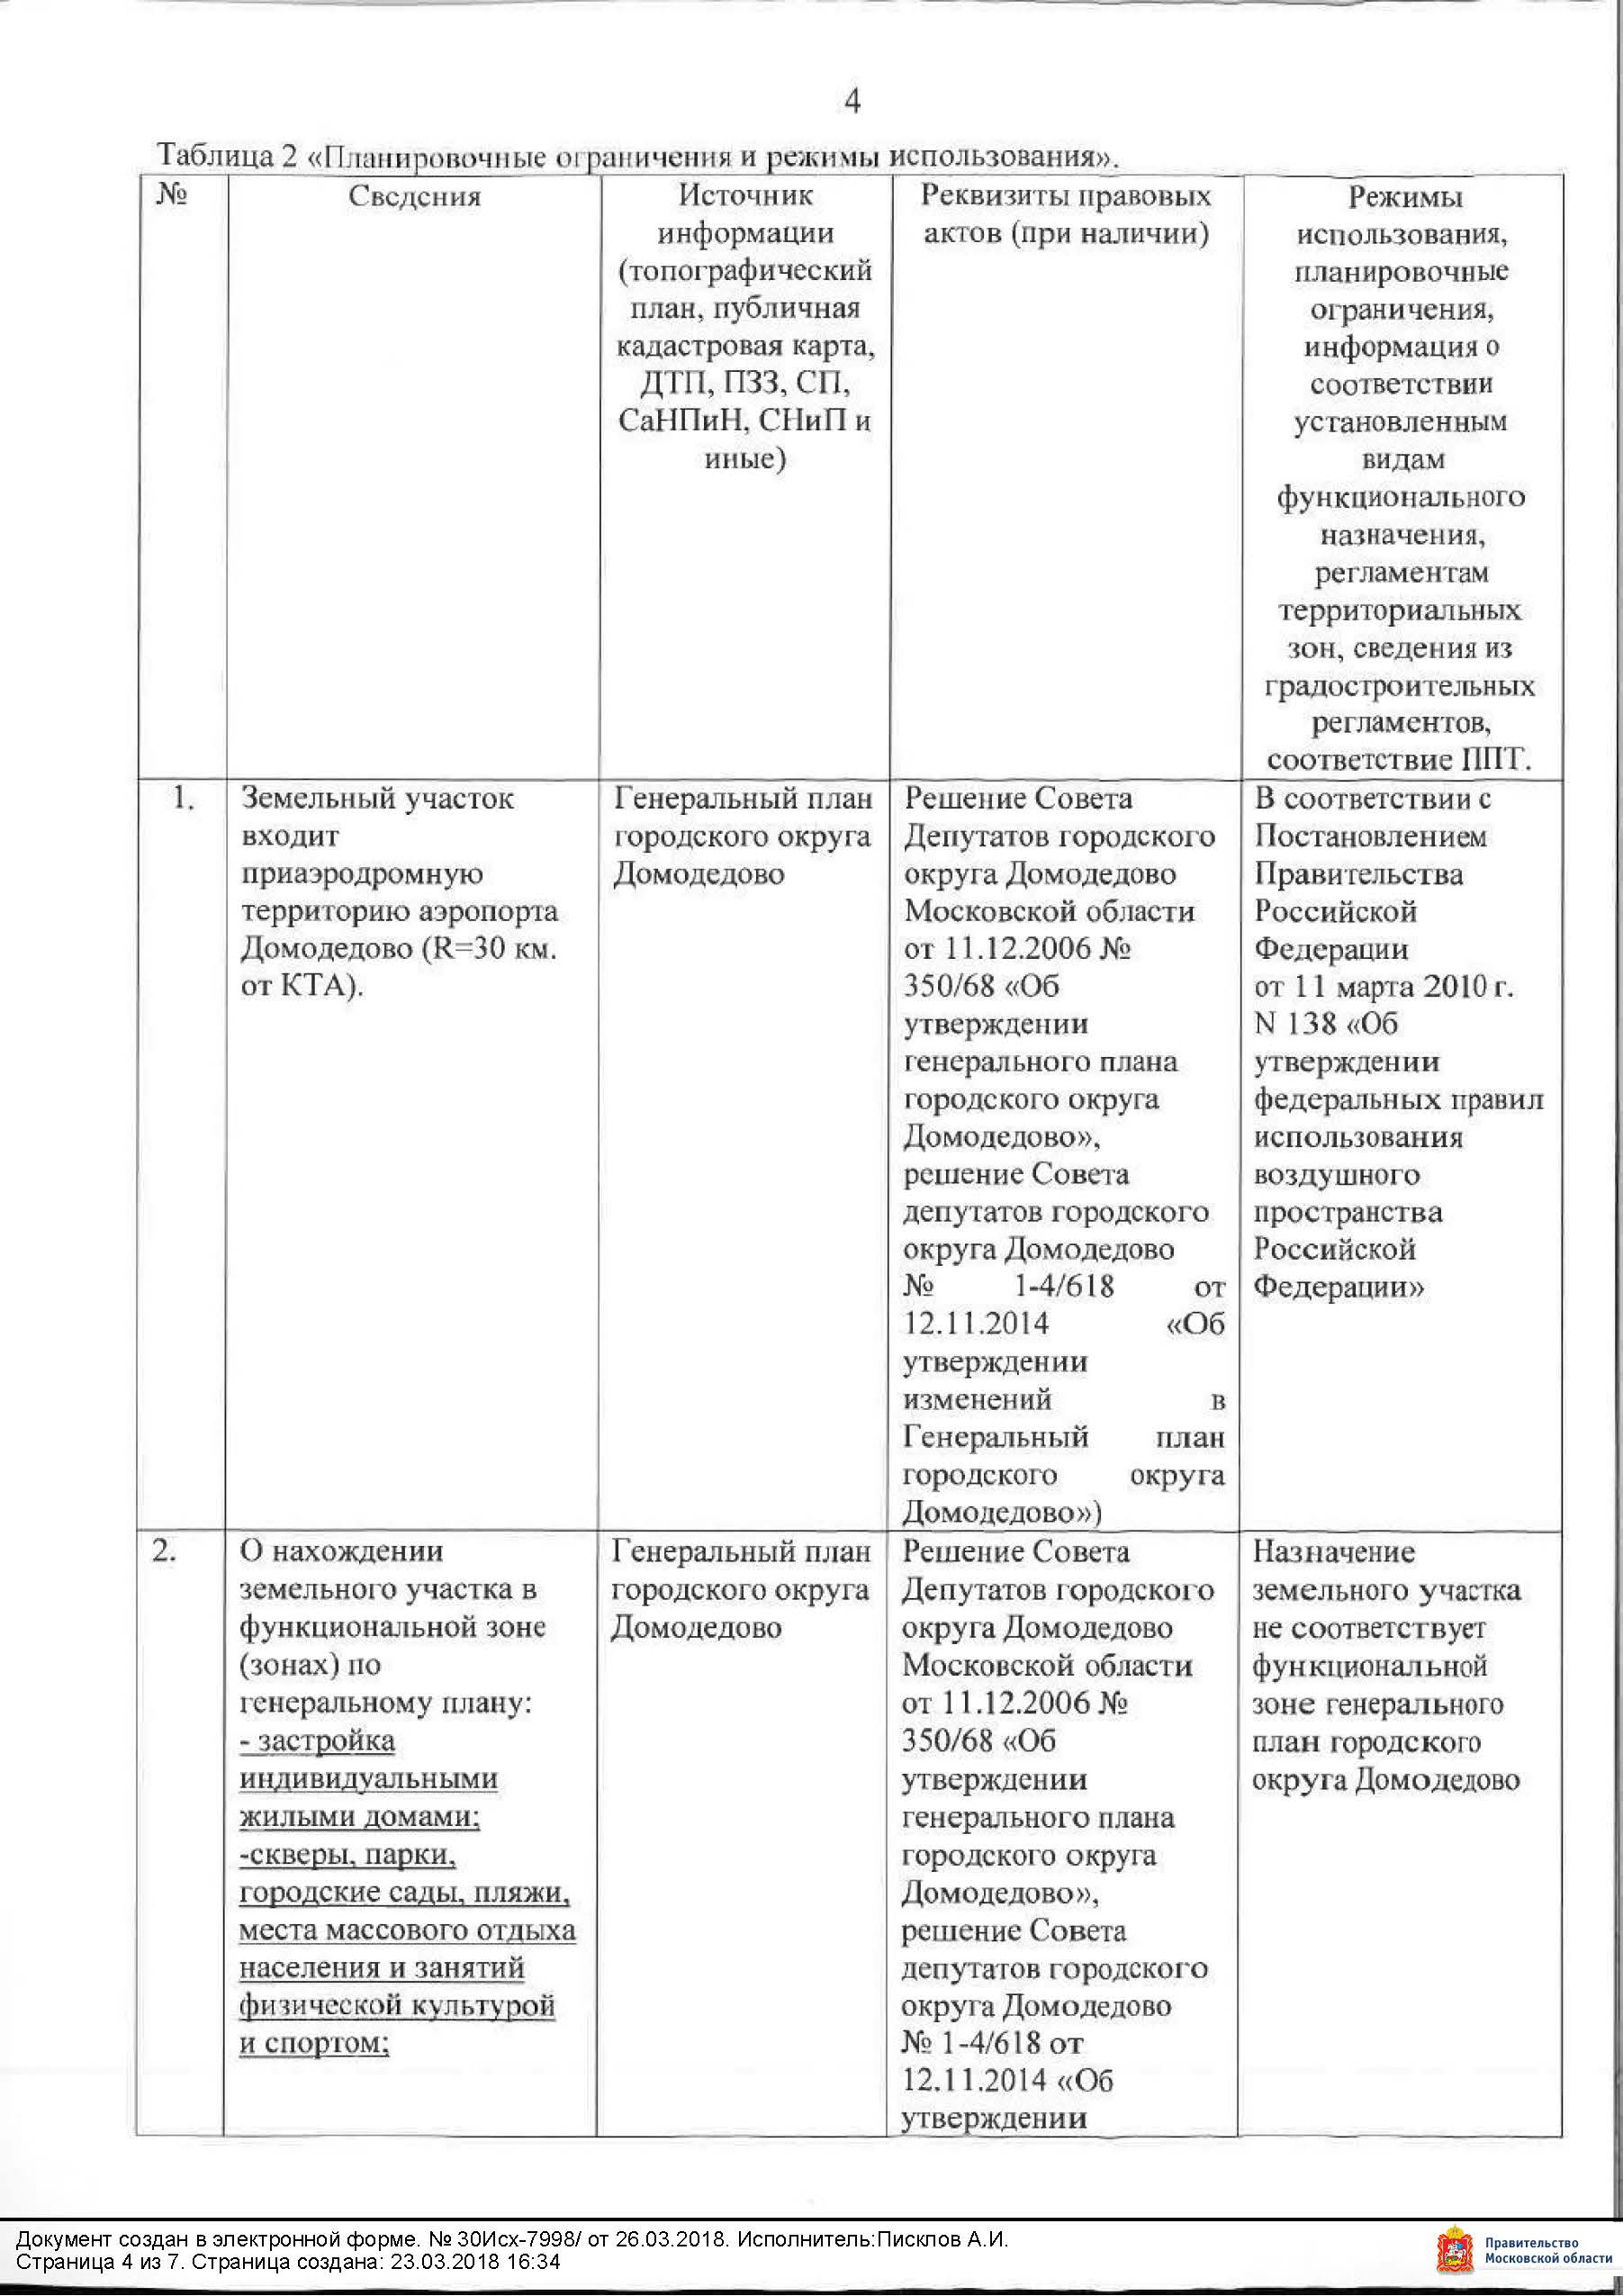 4
Таблица 2 «Планировочные ограничения и режимы использования».
№
Сведения
Источник
информации
(топографический
план, публичная
кадастровая карта,
ДТП, ПЗЗ, СП,
СаНПиН, СНиП и
иные)
Реквизиты правовых
актов (при наличии)
Режимы
использования,
планировочные
ограничения,
информация о
соответствии
установленным
видам
функционального
назначения,
регламентам
территориальных
зон, сведения из
градостроительных
регламентов,
соответствие ППТ.
1.
Земельный участок
входит
приаэродромную
территорию аэропорта
Домодедово (R=30 км.
от КТА).
Генеральный план
городского округа
Домодедово
Решение Совета
Депутатов городского
округа Домодедово
Московской области
от 11.12.2006 №
350/68 «Об
утверждении
генерального плана
городского округа
Домодедово»,
решение Совета
депутатов городского
округа Домодедово
№ 1-4/618 от
12.11.2014 «Об
утверждении
изменений в
Генеральный план
городского округа
Домодедово»)
В соответствии с
Постановлением
Правительства
Российской
Федерации
от 11 марта 2010 г.
N 138 «Об
утверждении
федеральных правил
использования
воздушного
пространства
Российской
Федерации»
2.
О нахождении
земельного участка в
функциональной зоне
(зонах) по
генеральному плану:
- застройка
индивидуальными
жилыми домами;
-скверы, парки,
городские сады, пляжи,
места массового отдыха
населения и занятий
физической культурой
и спортом;
Генеральный план
городского округа
Домодедово
Решение Совета
Депутатов городского
округа Домодедово
Московской области
от 11.12.2006 №
350/68 «Об
утверждении
генерального плана
городского округа
Домодедово»,
решение Совета
депутатов городского
округа Домодедово
№ 1-4/618 от
12.11.2014 «Об
утверждении
Назначение
земельного участка
не соответствует
функциональной
зоне генерального
план городского
округа Домодедово
Документ создан в электронной форме. № 30Исх-7998/ от 26.03.2018. Исполнитель:Писклов А.И.
Страница 4 из 7. Страница создана: 23.03.2018 16:34
Правительство
Московской области